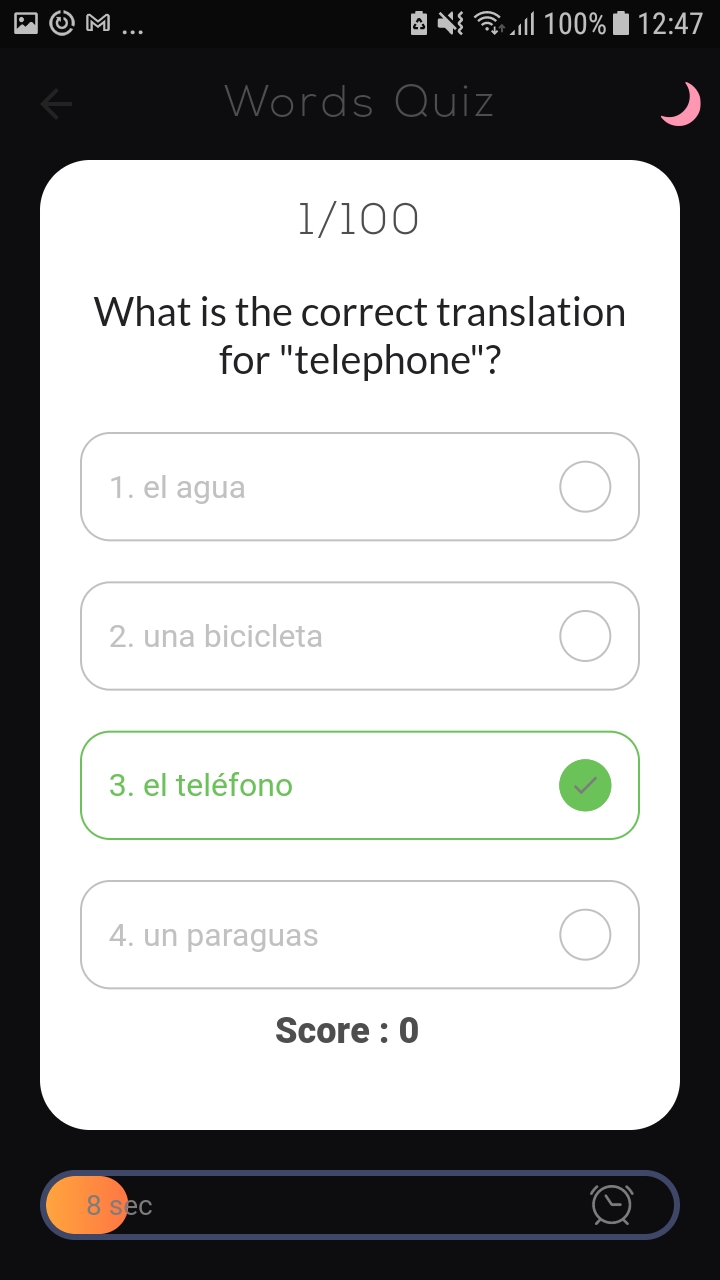 ... 100% 12:47
Words Quiz
1/100
What is the correct translation
for "telephone"?
1. el agua
2. una bicicleta
3. el teléfono
4. un paraguas
Score : 0
8 sec